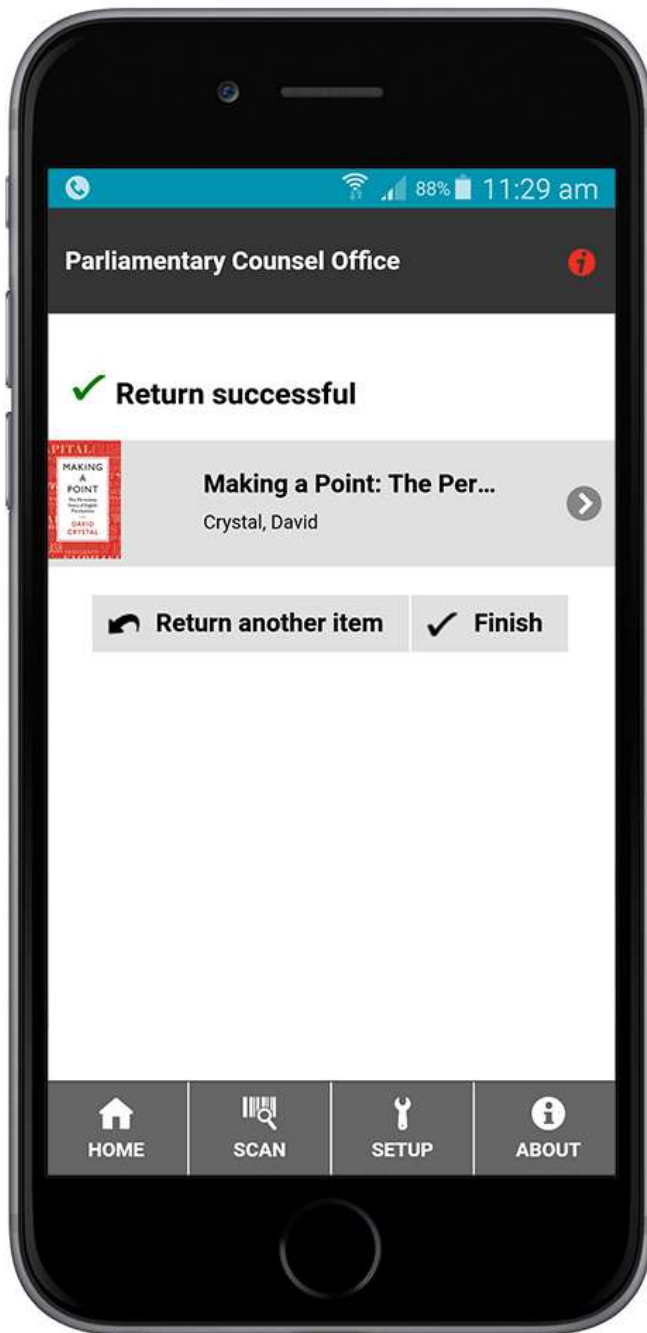 88% 11:29 am
Parliamentary Counsel Office
Return successful
PITAL
MAKING
A
POINT
DAVID
CRYSTAL
Making a Point: The Per...
Crystal, David
Return another item
Finish
HOME
SCAN
SETUP
ABOUT